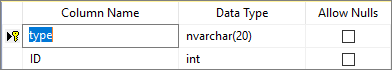 Column Name Data Type Allow Nulls
type nvarchar(20)
ID int